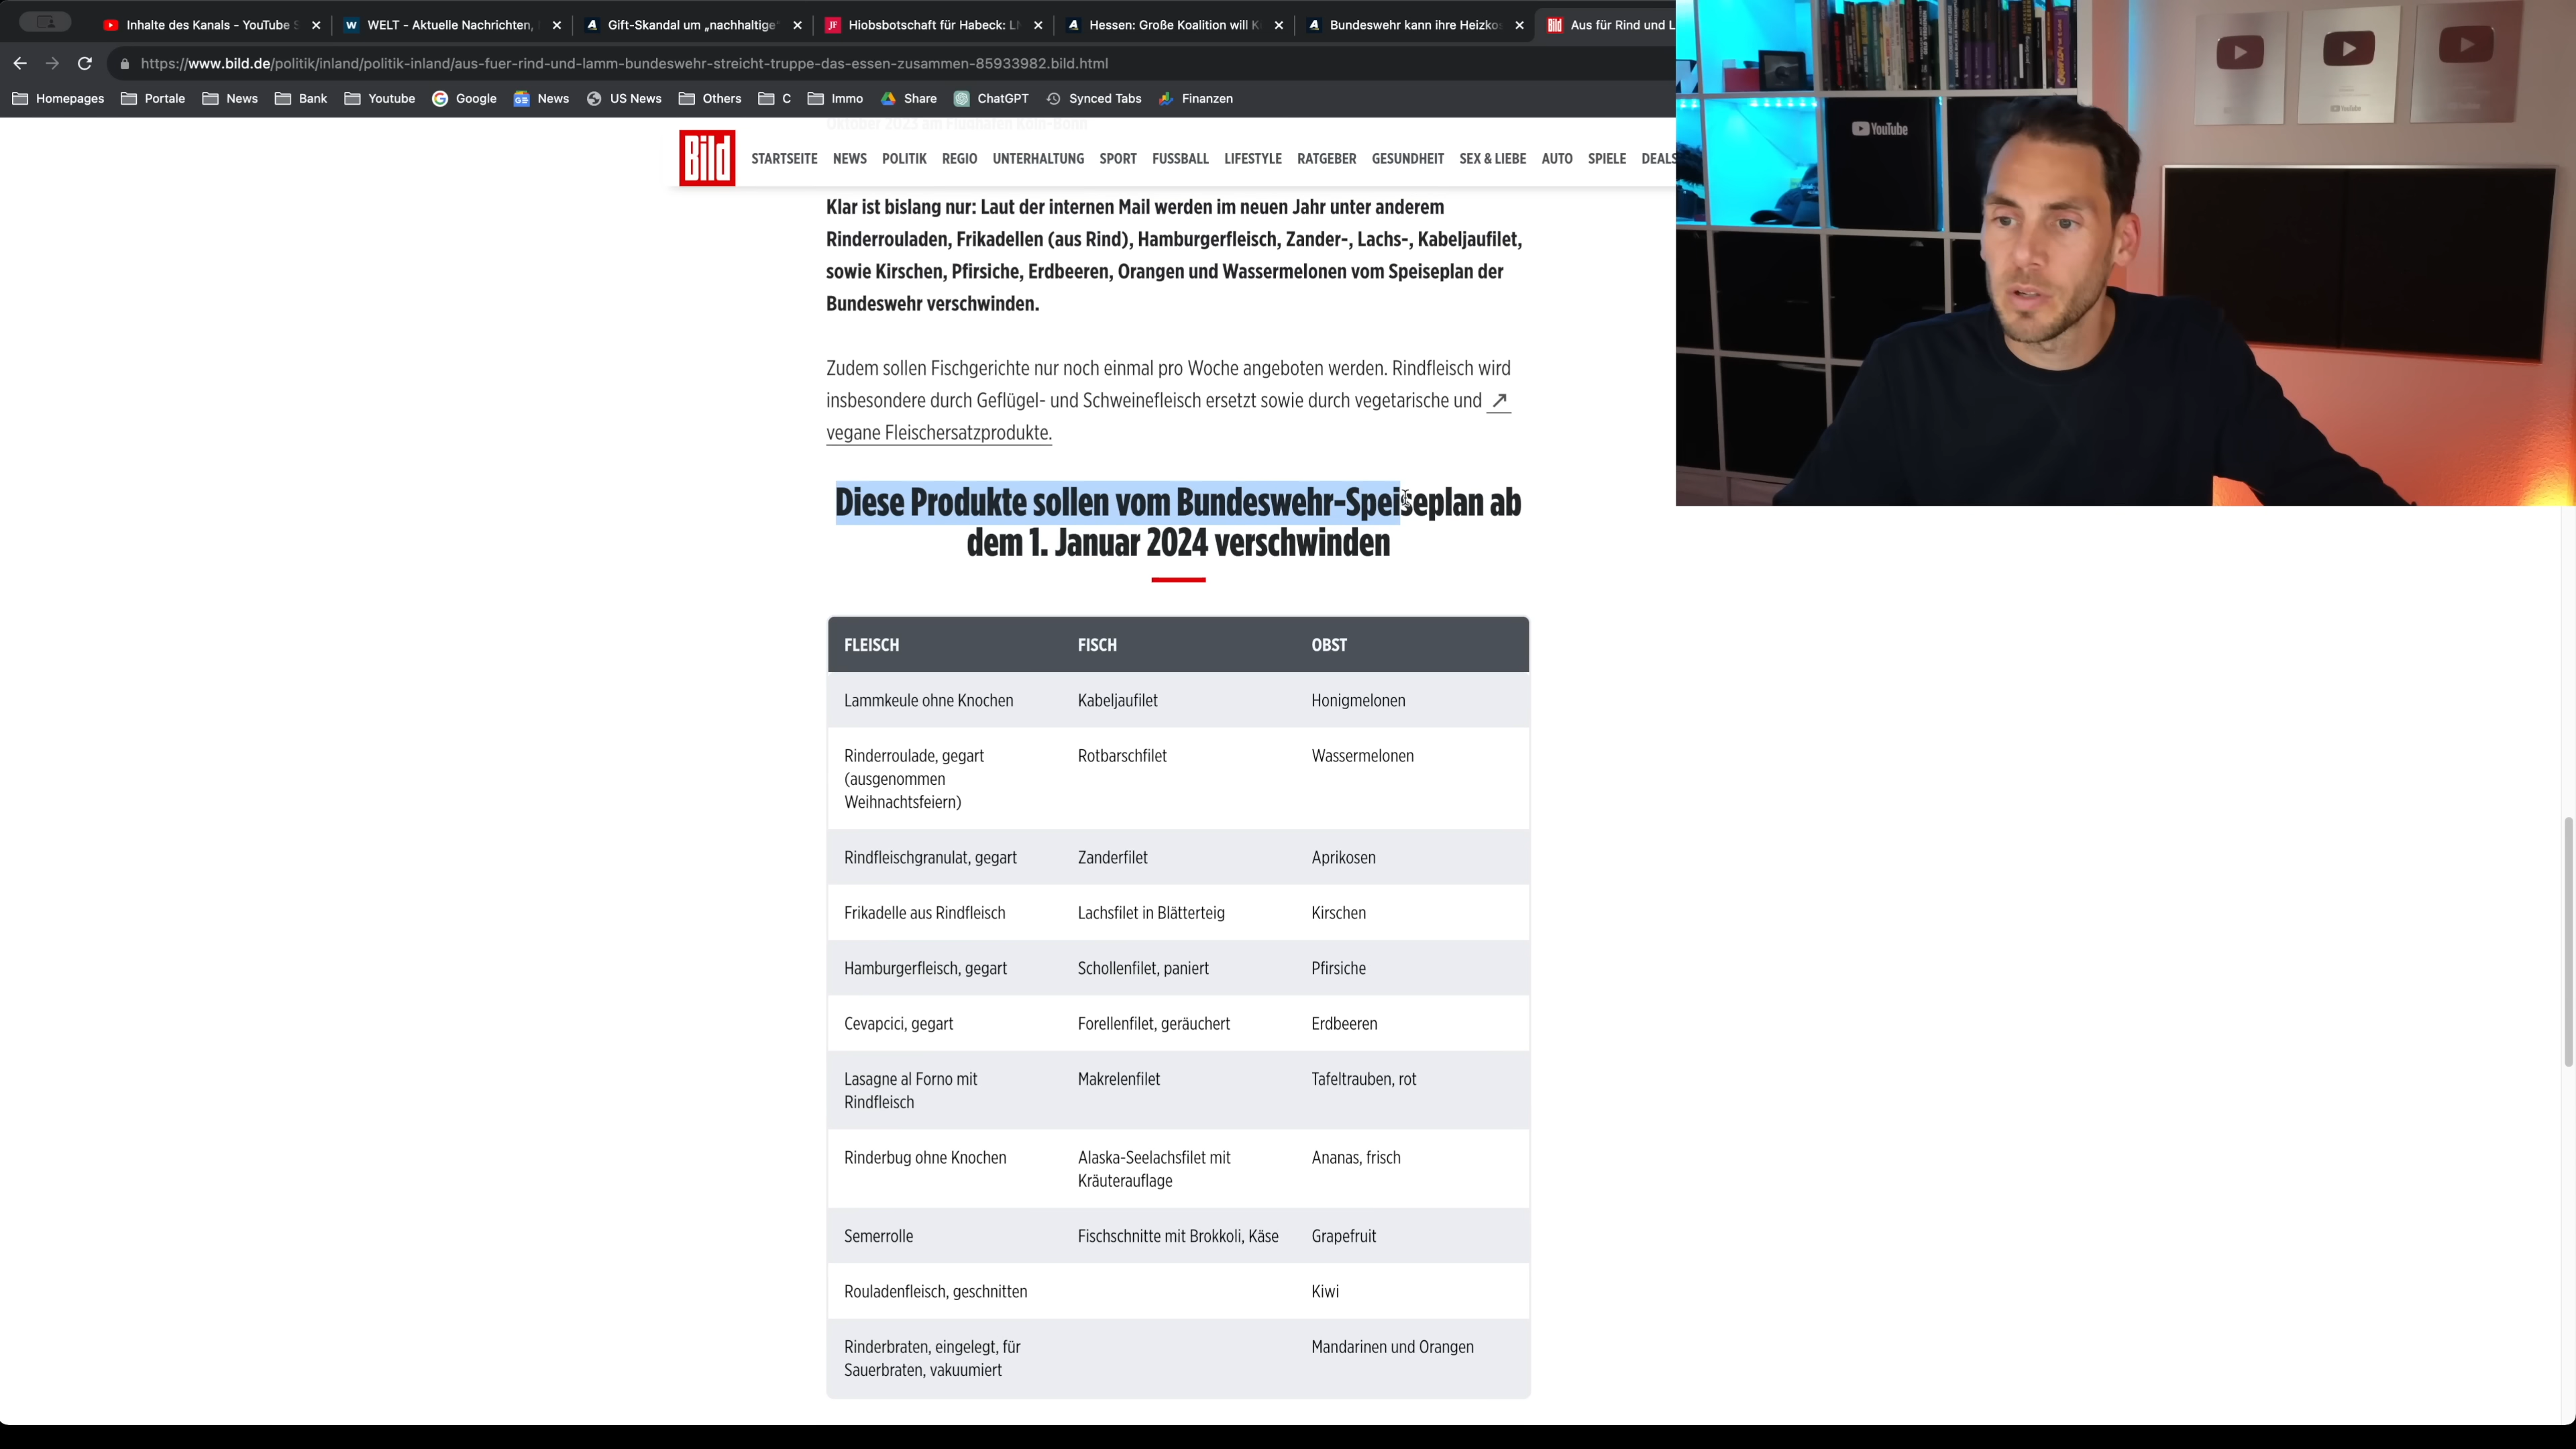 Inhalte des Kanals - YouTube S
WELT - Aktuelle Nachrichten,
Gift-Skandal um „nachhaltige"
Hiobsbotschaft für Habeck: LN
Hessen: Große Koalition will K
Bundeswehr kann ihre Heizkos
Aus für Rind und L
https://www.bild.de/politik/inland/politik-inland/aus-fuer-rind-und-lamm-bundeswehr-streicht-truppe-das-essen-zusammen-85933982.bild.html
Homepages Portale News Bank Youtube Google News US News Others C Immo Share ChatGPT Synced Tabs Finanzen
Oktober 2023 am Flughafen Köln-Bonn
Bild
STARTSEITE NEWS POLITIK REGIO UNTERHALTUNG SPORT FUSSBALL LIFESTYLE RATGEBER GESUNDHEIT SEX & LIEBE AUTO SPIELE DEALS
Klar ist bislang nur: Laut der internen Mail werden im neuen Jahr unter anderem
Rinderrouladen, Frikadellen (aus Rind), Hamburgerfleisch, Zander-, Lachs-, Kabeljaufilet,
sowie Kirschen, Pfirsiche, Erdbeeren, Orangen und Wassermelonen vom Speiseplan der
Bundeswehr verschwinden.
Zudem sollen Fischgerichte nur noch einmal pro Woche angeboten werden. Rindfleisch wird
insbesondere durch Geflügel- und Schweinefleisch ersetzt sowie durch vegetarische und
vegane Fleischersatzprodukte.
Diese Produkte sollen vom Bundeswehr-Speiseplan ab
dem 1. Januar 2024 verschwinden
FLEISCH FISCH OBST
Lammkeule ohne Knochen Kabeljaufilet Honigmelonen
Rinderroulade, gegart Rotbarschfilet Wassermelonen
(ausgenommen
Weihnachtsfeiern)
Rindfleischgranulat, gegart Zanderfilet Aprikosen
Frikadelle aus Rindfleisch Lachsfilet in Blätterteig Kirschen
Hamburgerfleisch, gegart Schollenfilet, paniert Pfirsiche
Cevapcici, gegart Forellenfilet, geräuchert Erdbeeren
Lasagne al Forno mit Makrelenfilet Tafeltrauben, rot
Rindfleisch
Rinderbug ohne Knochen Alaska-Seelachsfilet mit Ananas, frisch
Kräuterauflage
Semerrolle Fischschnitte mit Brokkoli, Käse Grapefruit
Rouladenfleisch, geschnitten Kiwi
Rinderbraten, eingelegt, für Mandarinen und Orangen
Sauerbraten, vakuumiert
YouTube